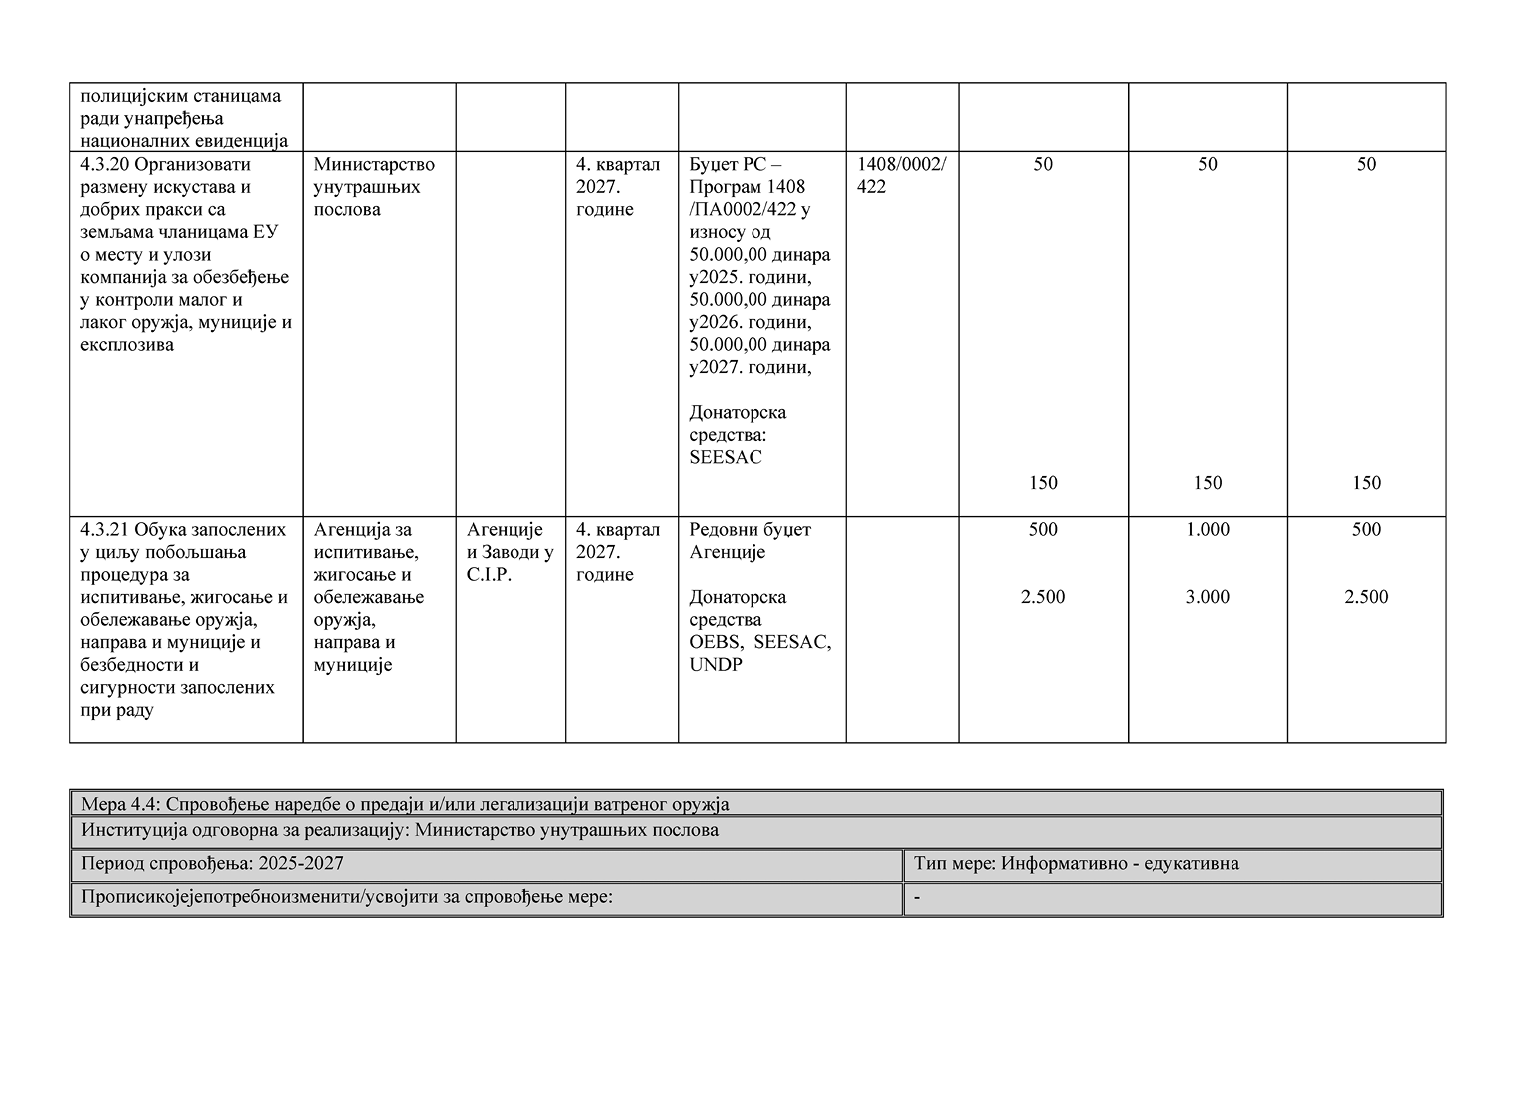 полицијским станицама
ради унапређења
националних евиденција
4.3.20 Организовати
размену искустава и
добрих пракси са
земљама чланицама ЕУ
о месту и улози
компанија за обезбеђење
у контроли малог и
лаког оружја, муниције и
експлозива
Министарство
унутрашњих
послова
4. квартал
2027.
године
Буџет РС –
Програм 1408
/ПА0002/422 у
износу од
50.000,00 динара
у2025. години,
50.000,00 динара
у2026. години,
50.000,00 динара
у2027. години,
Донаторска
средства:
SEESAC
1408/0002/
422
50
150
50
150
50
150
4.3.21 Обука запослених
у циљу побољшања
процедура за
испитивање, жигосање и
обележавање оружја,
направа и муниције и
безбедности и
сигурности запослених
при раду
Агенција за
испитивање,
жигосање и
обележавање
оружја,
направа и
муниције
Агенције
и Заводи у
C.I.P.
4. квартал
2027.
године
Редовни буџет
Агенције
Донаторска
средства
OEBS, SEESAC,
UNDP
500
2.500
1.000
3.000
500
2.500
Мера 4.4: Спровођење наредбе о предаји и/или легализацији ватреног оружја
Институција одговорна за реализацију: Министарство унутрашњих послова
Период спровођења: 2025-2027
Тип мере: Информативно - едукативна
Прописикојејепотребноизменити/усвојити за спровођење мере:
-